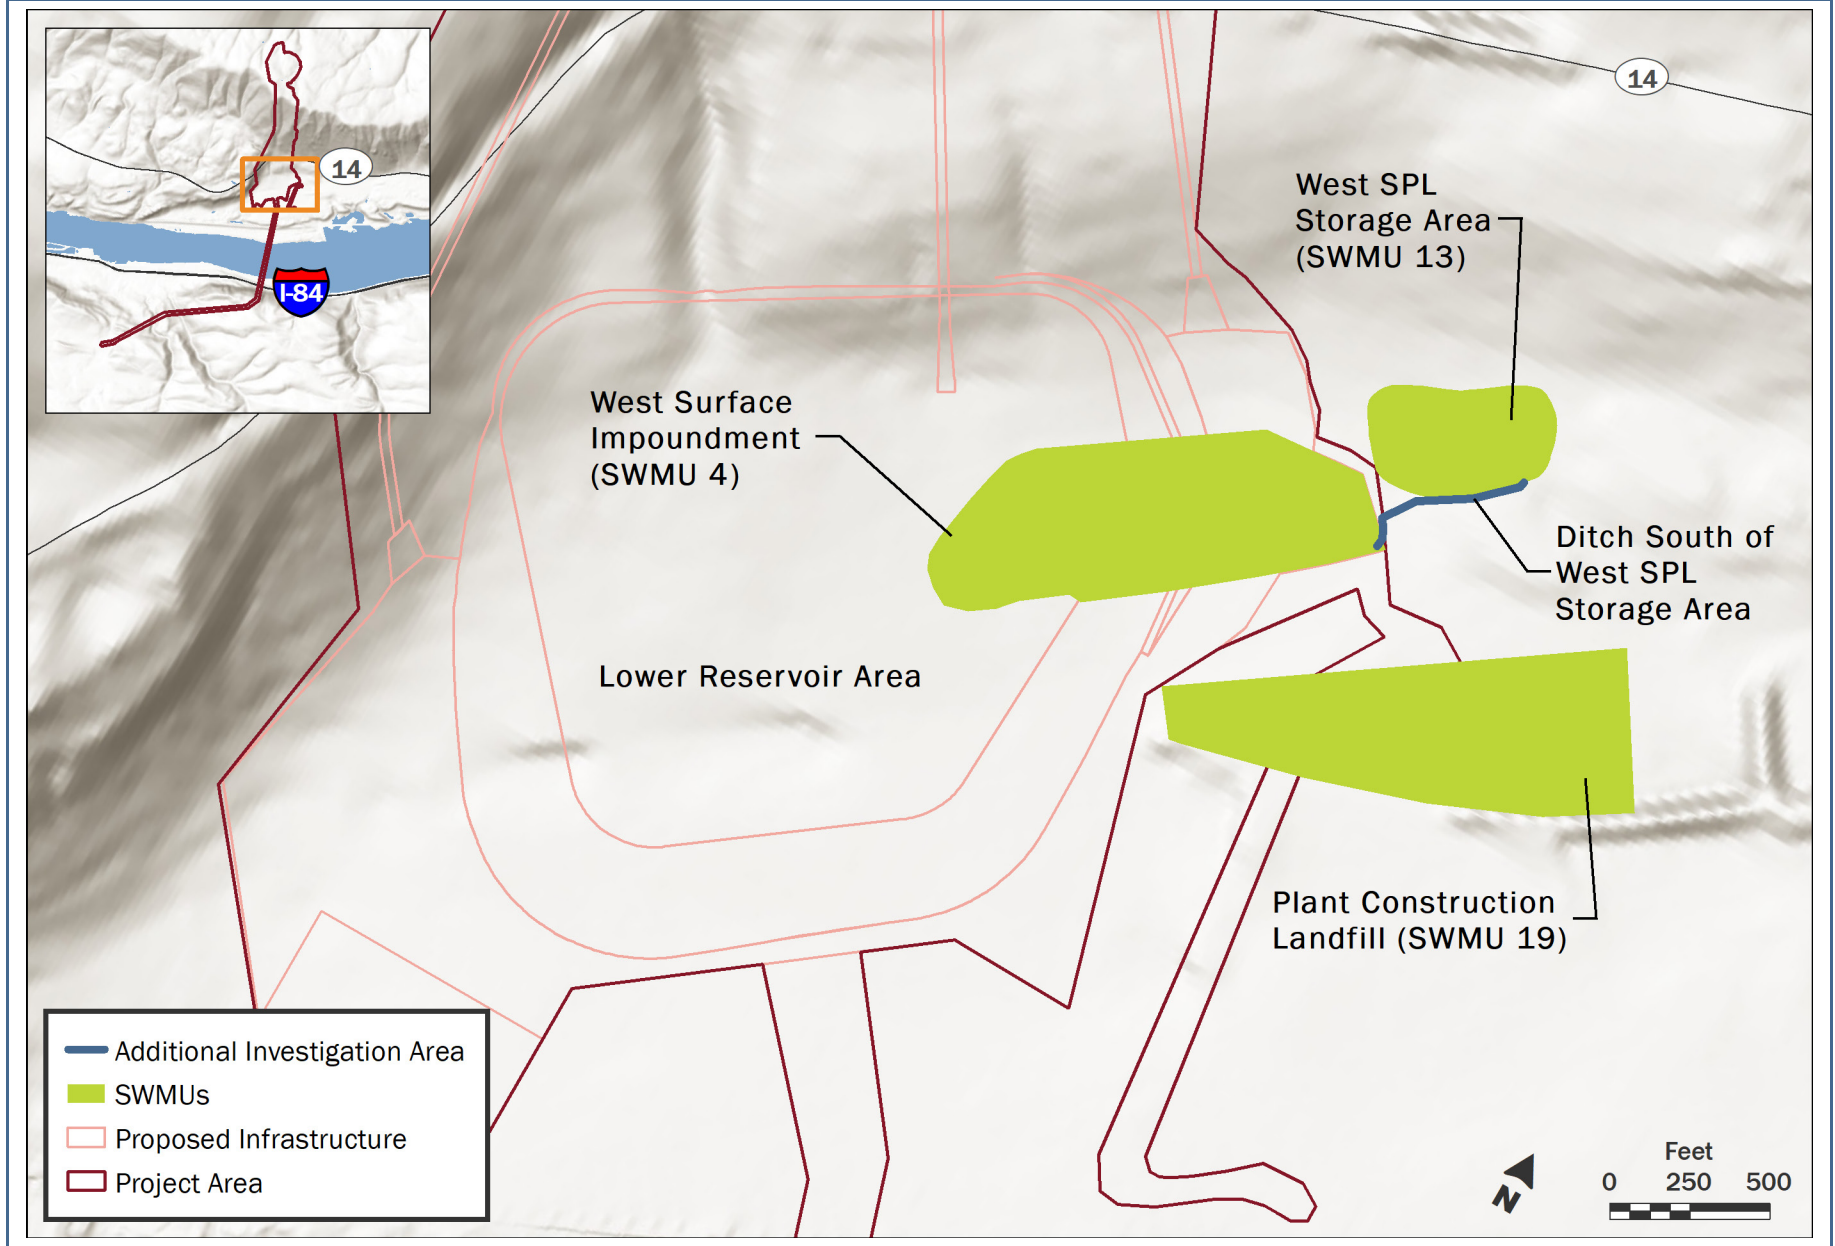 14
I-84
14
West SPL
Storage Area
(SWMU 13)
West Surface
Impoundment
(SWMU 4)
Ditch South of
West SPL
Storage Area
Lower Reservoir Area
Plant Construction
Landfill (SWMU 19)
Additional Investigation Area
SWMUs
Proposed Infrastructure
Project Area
N
Feet
0 250 500